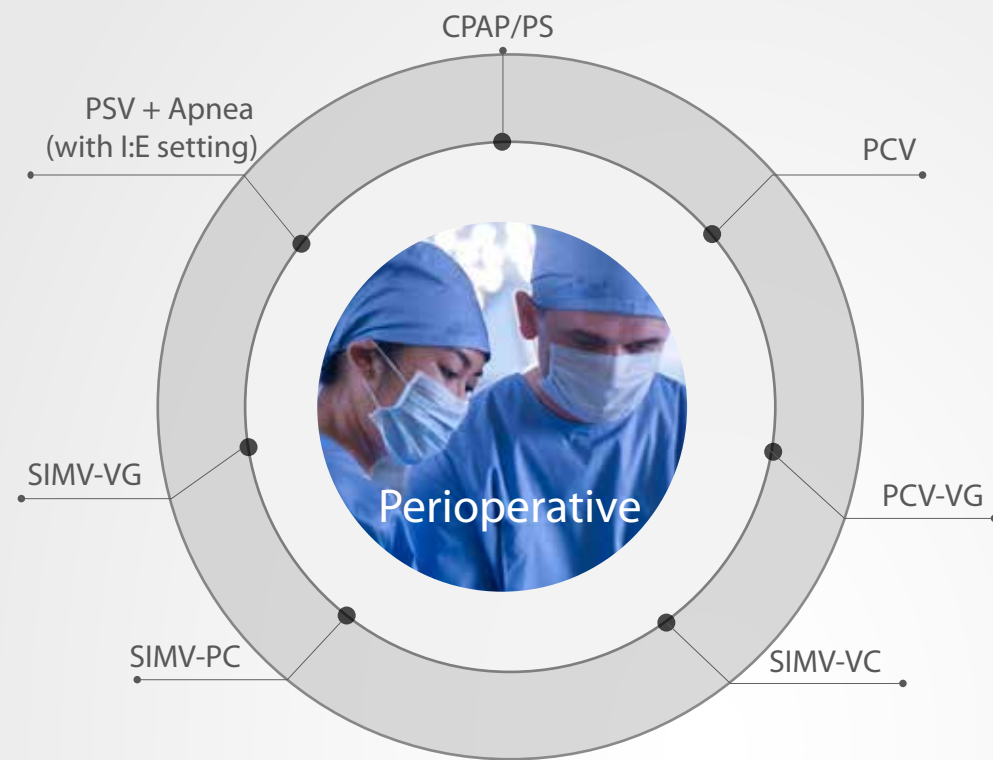 CPAP/PS
PSV + Apnea
(with I:E setting)
PCV
SIMV-VG
PCV-VG
Perioperative
SIMV-PC
SIMV-VC